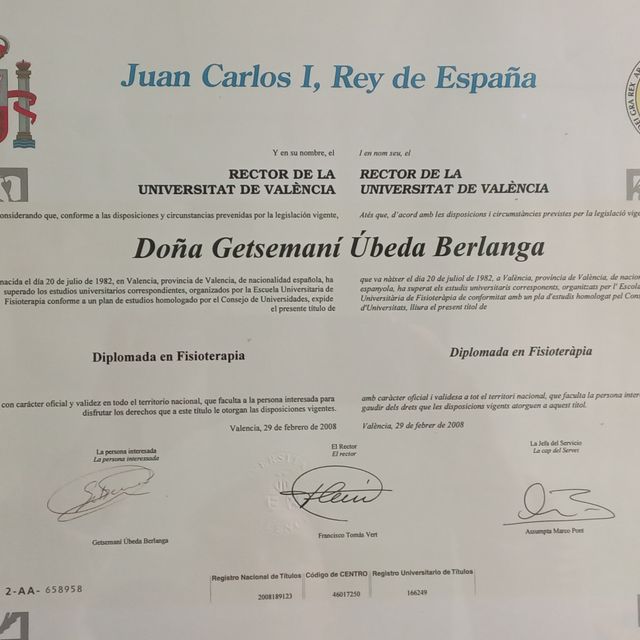 Juan Carlos I, Rey de España
Y en su nombre, el
RECTOR DE LA
UNIVERSITAT DE VALÈNCIA
I en nom seu, el
RECTOR DE LA
UNIVERSITAT DE VALÈNCIA
onsiderando que, conforme a las disposiciones y circunstancias prevenidas por la legislación vigente,
Atés que, d'acord amb les disposicions i circumstàncies previstes per la legislació vige
Doña Getsemaní Úbeda Berlanga
nacida el día 20 de julio de 1982, en Valencia, provincia de Valencia, de nacionalidad española, ha
superado los estudios universitarios correspondientes, organizados por la Escuela Universitaria de
Fisioterapia conforme a un plan de estudios homologado por el Consejo de Universidades, expide
el presente título de
que va nàixer el dia 20 de juliol de 1982, a València, província de València, de nacion
espanyola, ha superat els estudis universitaris corresponents, organitzats per l' Escola
Universitària de Fisioteràpia de conformitat amb un pla d'estudis homologat pel Cons
d'Universitats, lliura el present títol de
Diplomada en Fisioterapia
Diplomada en Fisioteràpia
con carácter oficial y validez en todo el territorio nacional, que faculta a la persona interesada para
disfrutar los derechos que a este título le otorgan las disposiciones vigentes.
amb caràcter oficial i validesa a tot el territori nacional, que faculta la persona inter
gaudir dels drets que les disposicions vigents atorguen a aquest títol.
Valencia, 29 de febrero de 2008
València, 29 de febrer de 2008
La persona interesada
La persona interessada
Getsemaní Úbeda Berlanga
El Rector
El rector
Francisco Tomás Vert
La Jefa del Servicio
La cap del Servei
Assumpta Marco Pont
2-AA- 658958
Registro Nacional de Títulos
2008189123
Código de CENTRO
46017250
Registro Universitario de Títulos
166249